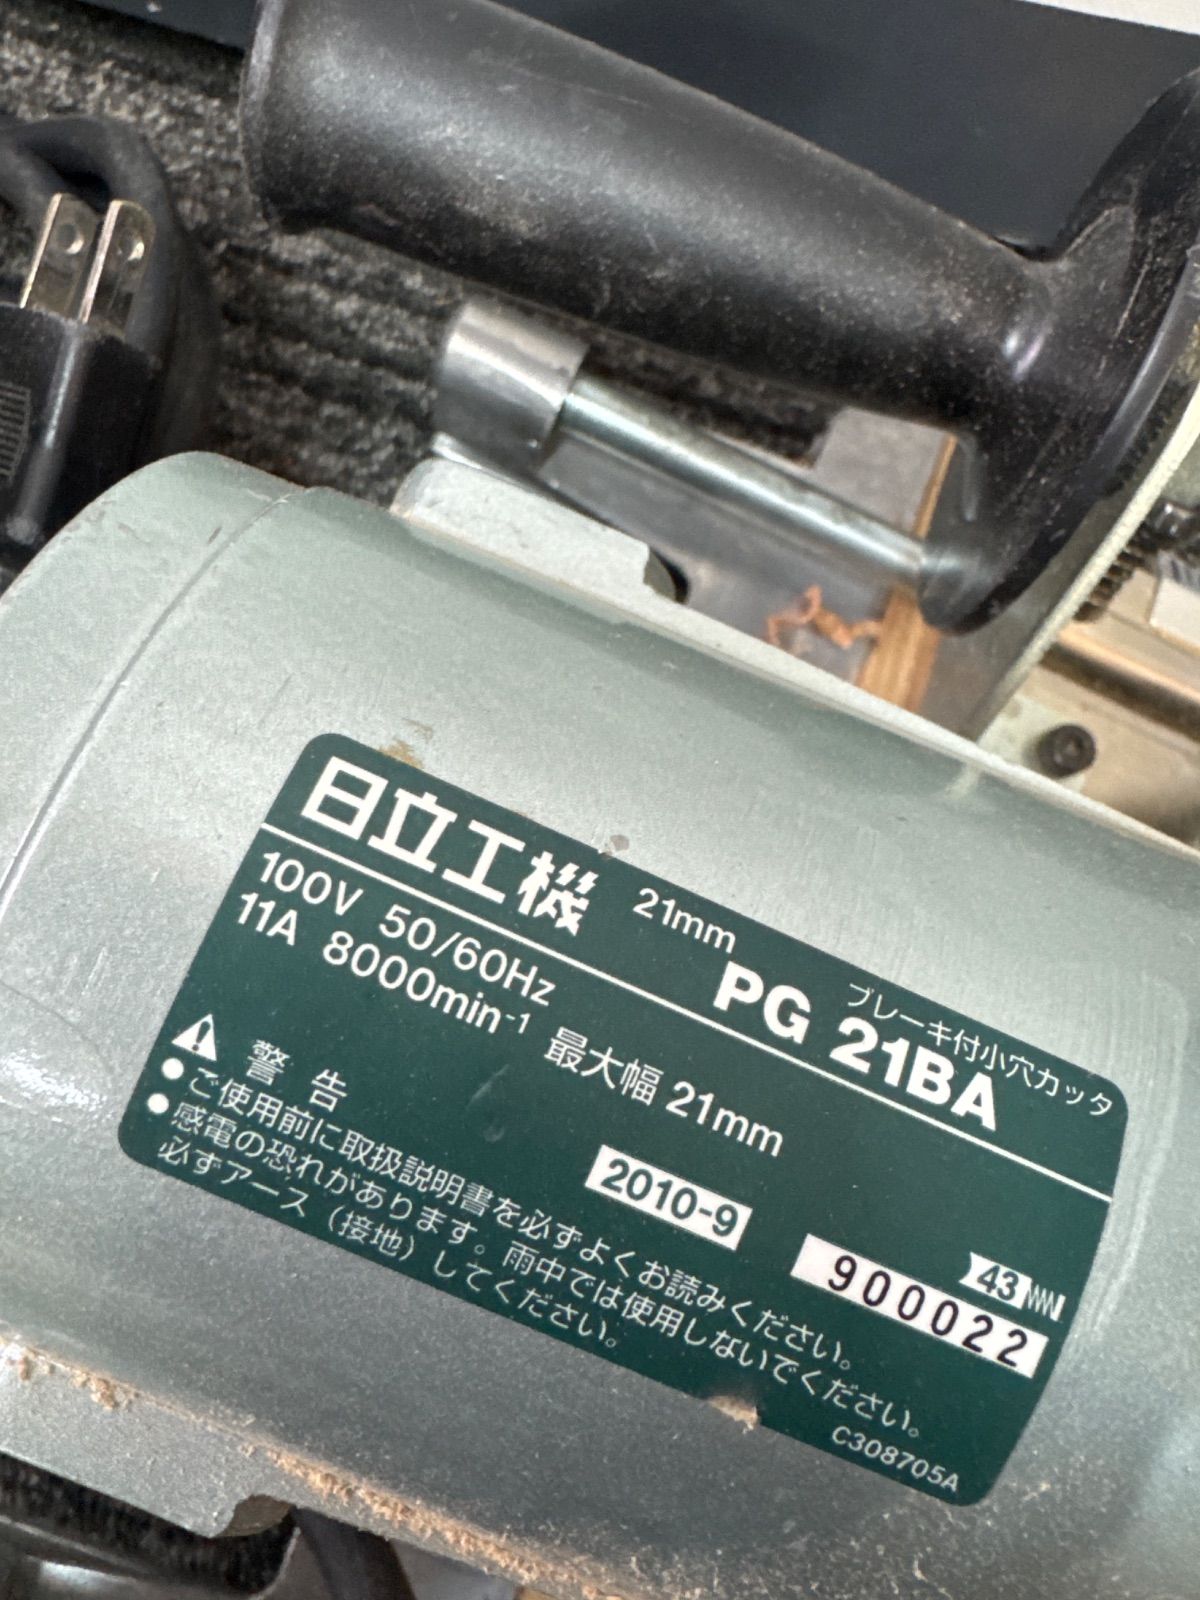 日立工機
21mm
ブレーキ付小穴カッタ
PG 21BA
100V 50/60Hz
11A 8000min⁻¹ 最大幅 21mm
2010-9
43
900022
警告
●ご使用前に取扱説明書を必ずよくお読みください。
●感電の恐れがあります。雨中では使用しないでください。
必ずアース（接地）してください。
C308705A